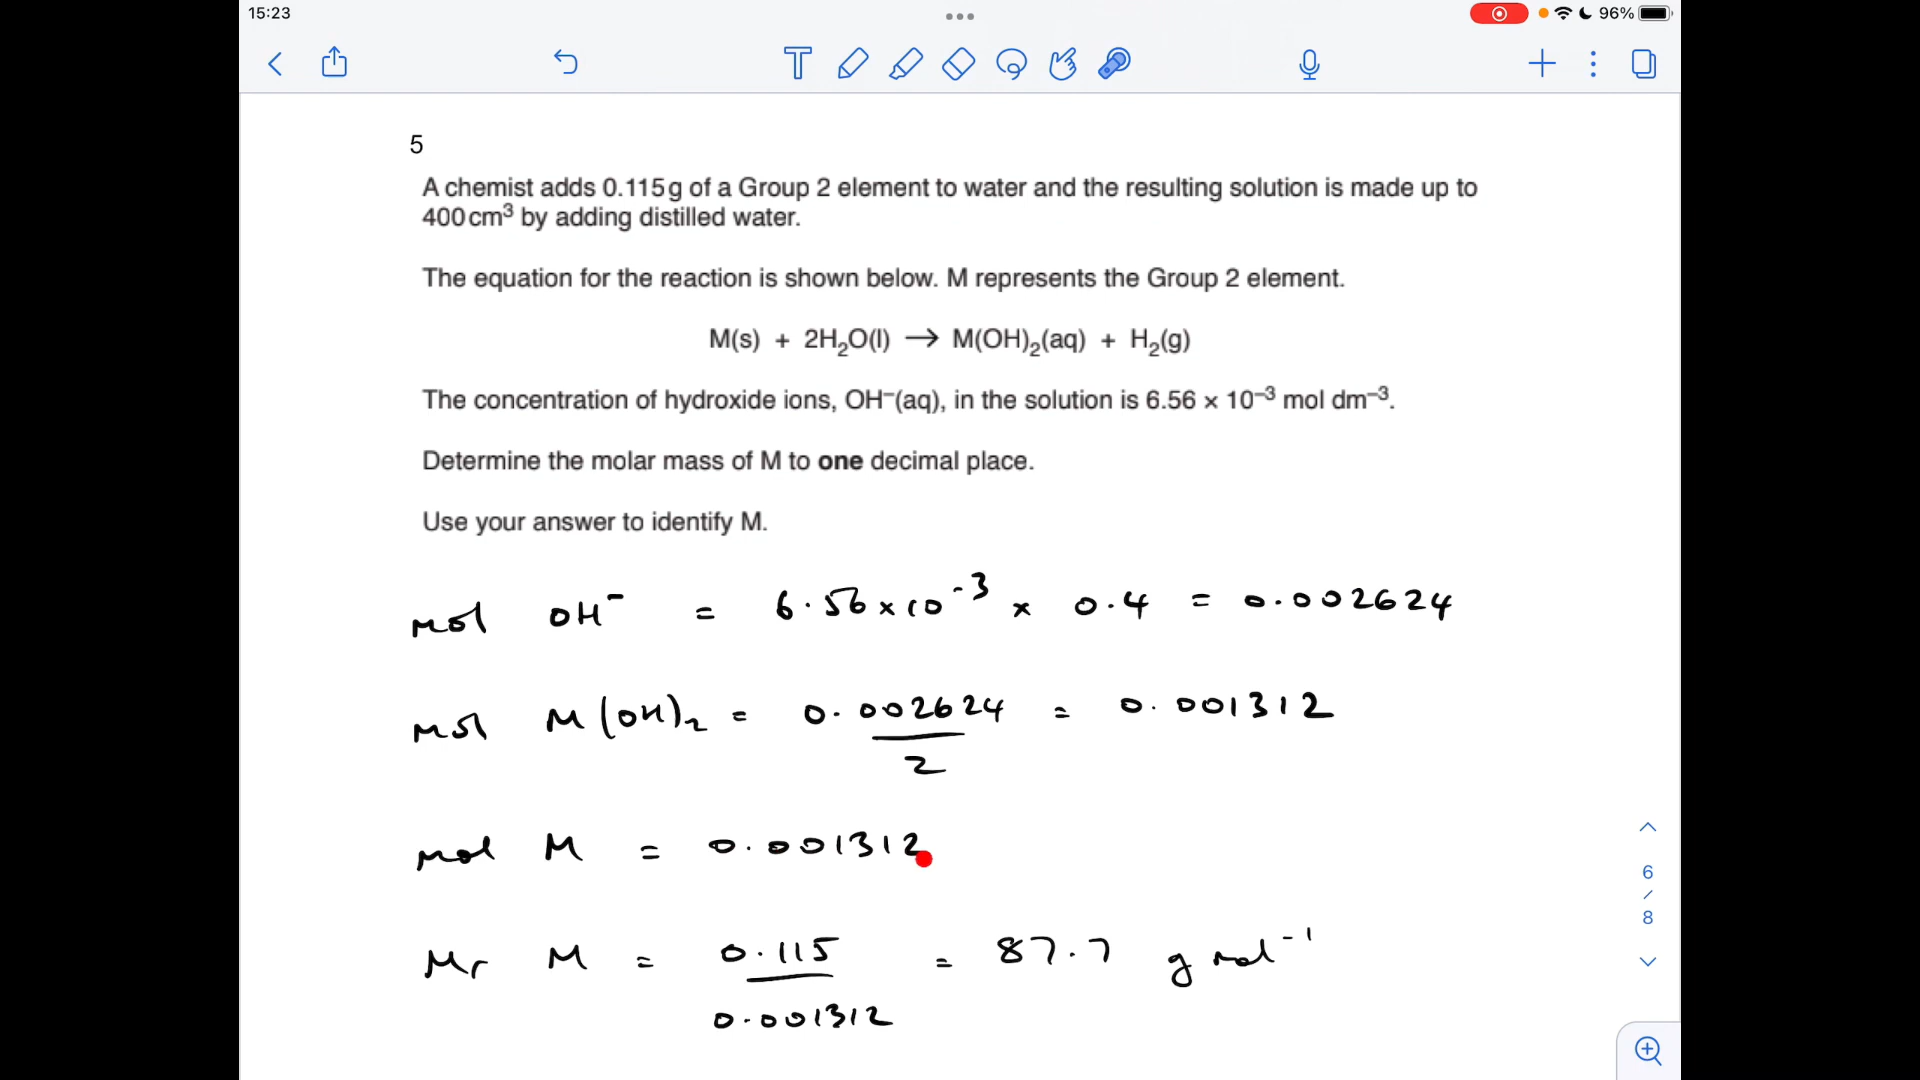 15:23
96%
5
A chemist adds 0.115 g of a Group 2 element to water and the resulting solution is made up to
400 cm³ by adding distilled water.
The equation for the reaction is shown below. M represents the Group 2 element.
M(s) + 2H₂O(l) → M(OH)₂(aq) + H₂(g)
The concentration of hydroxide ions, OH⁻(aq), in the solution is 6.56 × 10⁻³ mol dm⁻³.
Determine the molar mass of M to one decimal place.
Use your answer to identify M.
mol OH⁻ = 6.56 × 10⁻³ × 0.4 = 0.002624
mol M(OH)₂ = 0.002624 = 0.001312
2
mol M = 0.001312
Mr M = 0.115 = 87.7 g mol⁻¹
0.001312
6
/
8